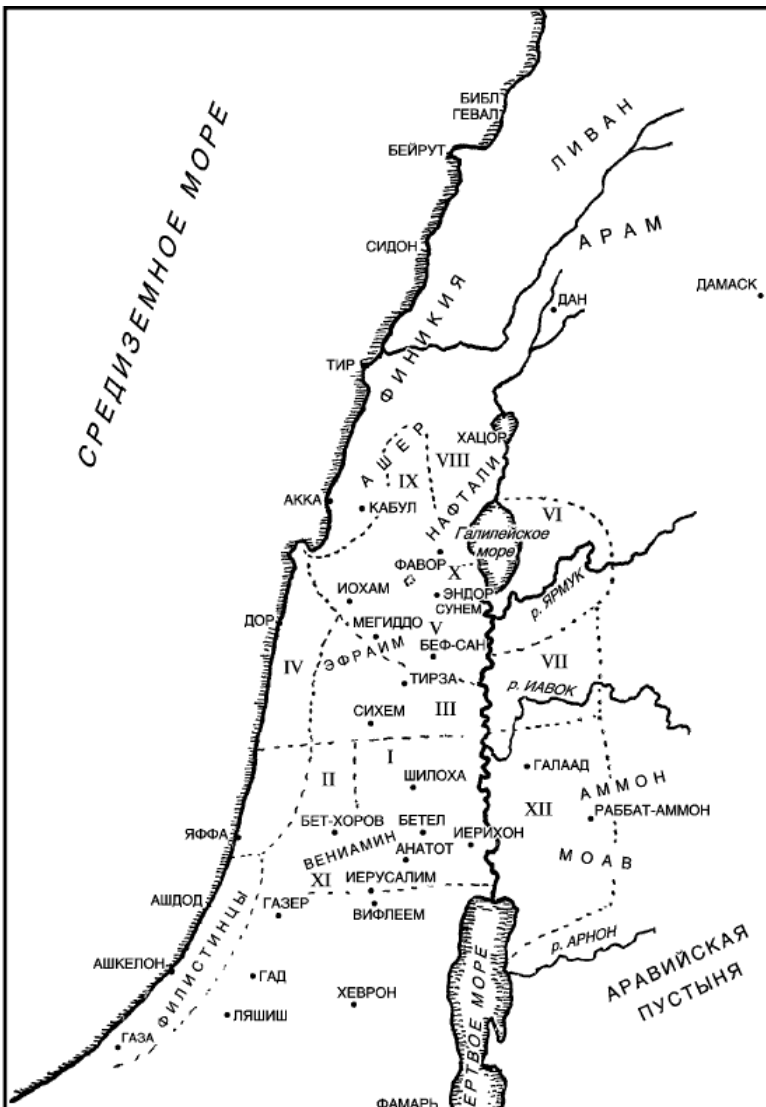 БИБЛ
ГЕВАЛ
БЕЙРУТ
ЛИВАН
СРЕДИЗЕМНОЕ МОРЕ
СИДОН
АРАМ
ДАМАСК
ДАН
ФИНИКИЯ
ТИР
АШЕР
ХАЦОР
VIII
IX
НАФТАЛИ
АККА
КАБУЛ
VI
Галилейское
море
ФАВОР
X
ИОХАМ
ЭНДОР
СУНЕМ
р. ЯРМУК
ДОР
МЕГИДДО
V
ЭФРАИМ
БЕФ-САН
IV
VII
ТИРЗА
р. ИАВОК
СИХЕМ
III
I
II
ШИЛОХА
ГАЛААД
АММОН
XII
РАББАТ-АММОН
ЯФФА
БЕТ-ХОРОВ
БЕТЕЛ
ИЕРИХОН
ВЕНИАМИН
АНАТОТ
МОАВ
XI
ИЕРУСАЛИМ
АШДОД
ГАЗЕР
ВИФЛЕЕМ
ФИЛИСТИНЦЫ
р. АРНОН
АРАВИЙСКАЯ
ПУСТЫНЯ
АШКЕЛОН
ГАД
ХЕВРОН
ЛЯШИШ
ГАЗА
ЕРТВОЕ МОРЕ
ФАМАРЬ